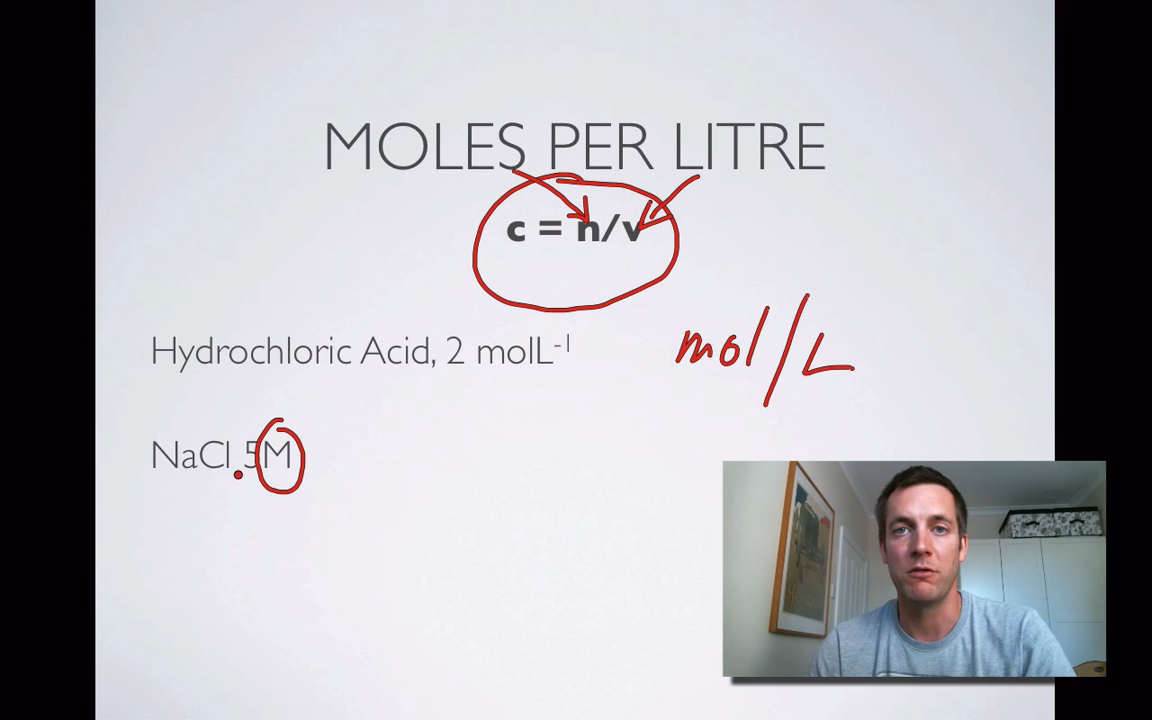 MOLES PER LITRE
c = n/v
Hydrochloric Acid, 2 molL⁻¹
mol/L
NaCl 5M